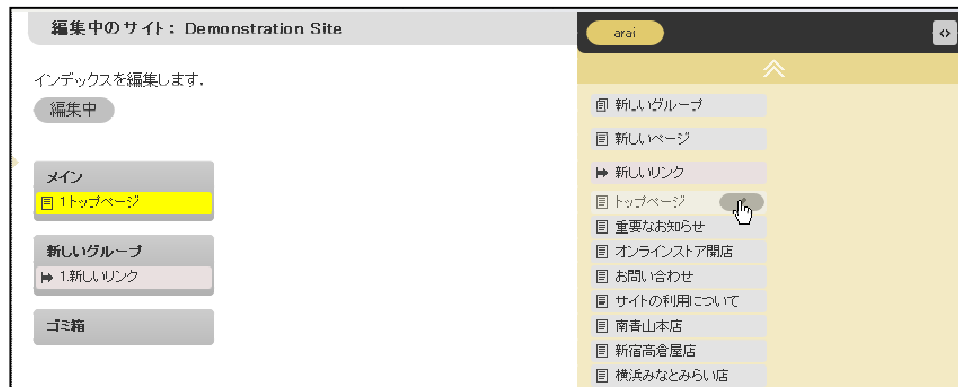 編集中のサイト: Demonstration Site
インデックスを編集します.
編集中
メイン
1トップページ
新しいグループ
1.新しいリンク
ゴミ箱
arai
新しいグループ
新しいページ
新しいリンク
トップページ
重要なお知らせ
オンラインストア開店
お問い合わせ
サイトの利用について
南青山本店
新宿高倉屋店
横浜みなとみらい店